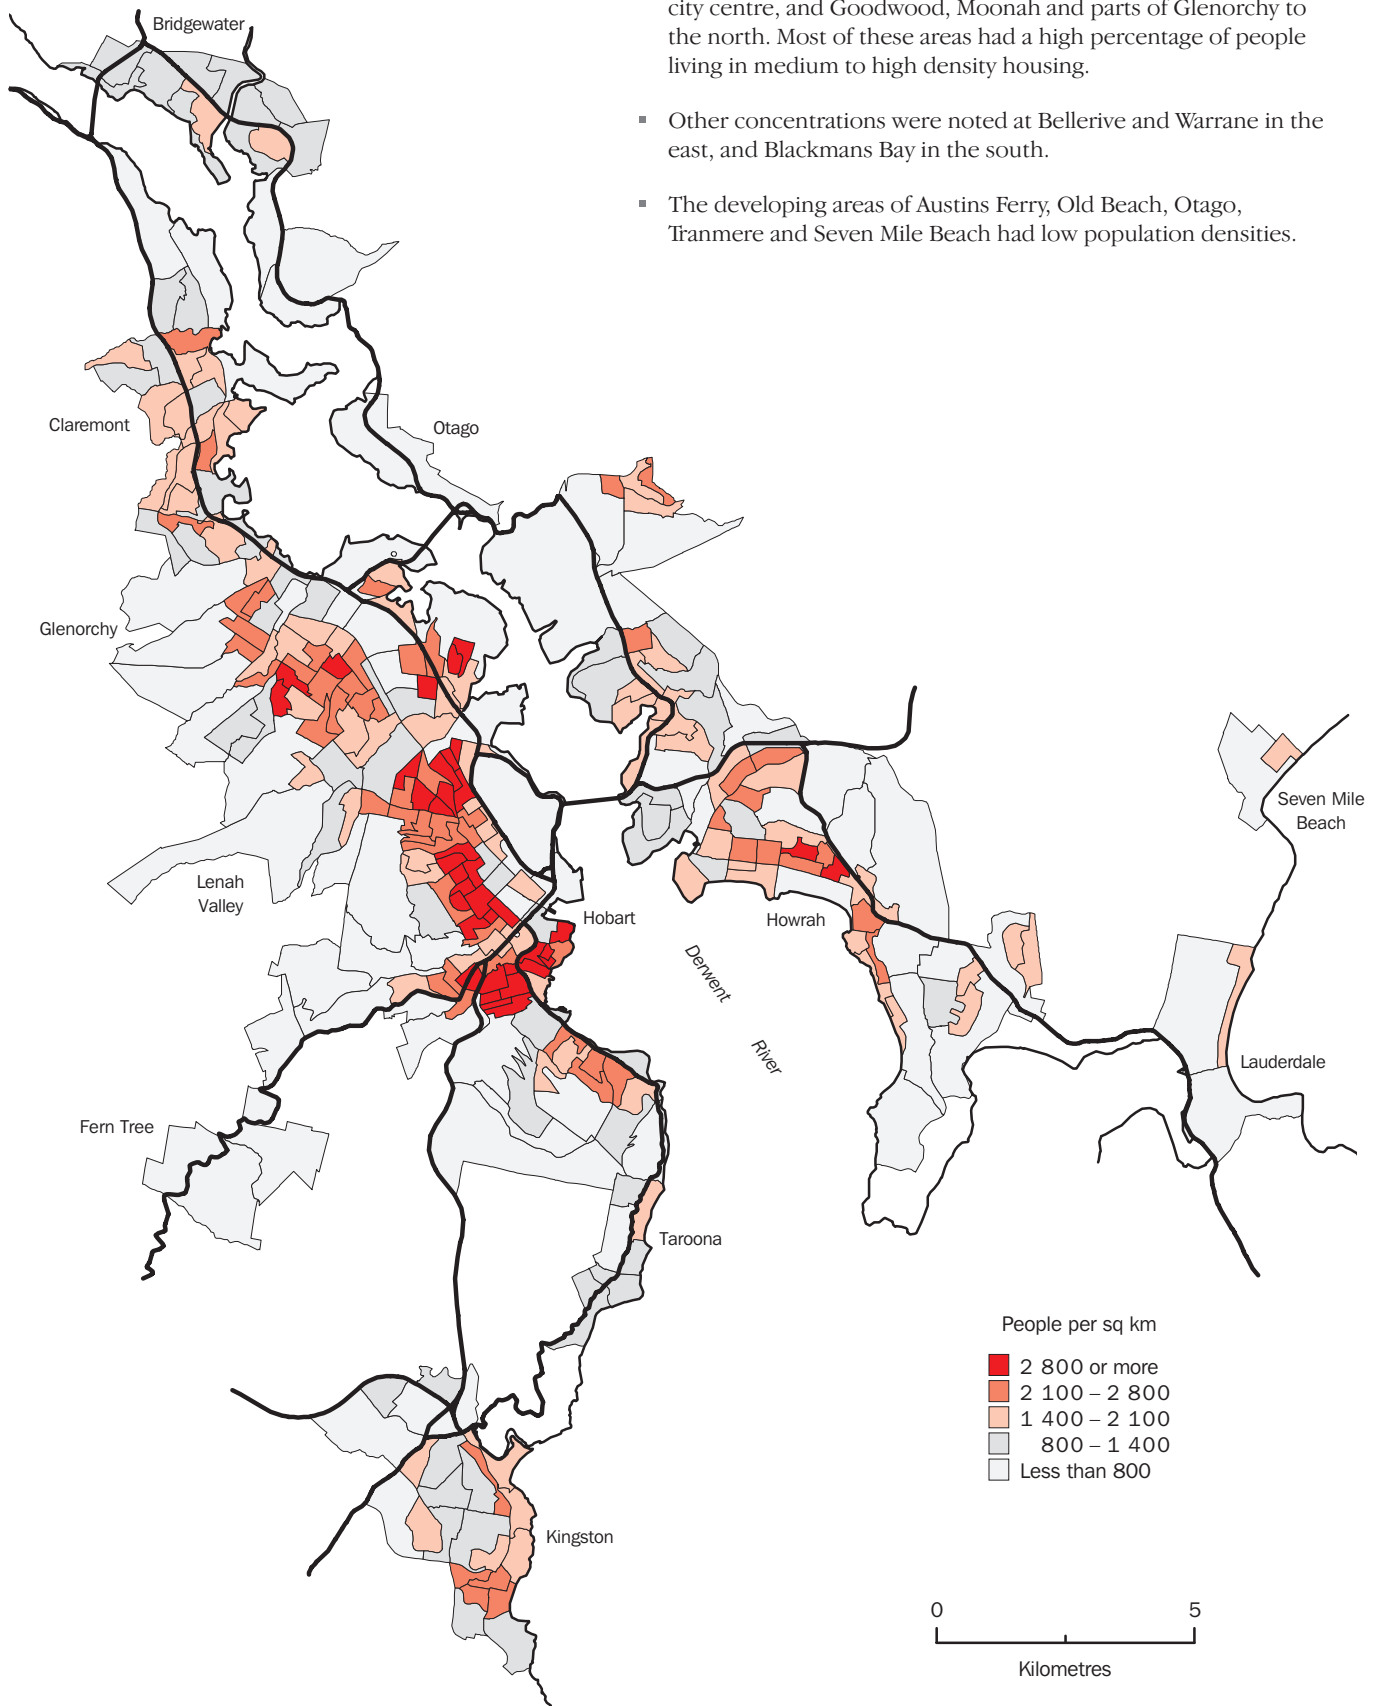 city centre, and Goodwood, Moonah and parts of Glenorchy to
the north. Most of these areas had a high percentage of people
living in medium to high density housing.
▪ Other concentrations were noted at Bellerive and Warrane in the
east, and Blackmans Bay in the south.
▪ The developing areas of Austins Ferry, Old Beach, Otago,
Tranmere and Seven Mile Beach had low population densities.
Bridgewater
Claremont
Otago
Glenorchy
Seven Mile
Beach
Lenah
Valley
Hobart
Howrah
Derwent
River
Lauderdale
Fern Tree
Taroona
Kingston
People per sq km
2 800 or more
2 100 – 2 800
1 400 – 2 100
800 – 1 400
Less than 800
0 5
Kilometres